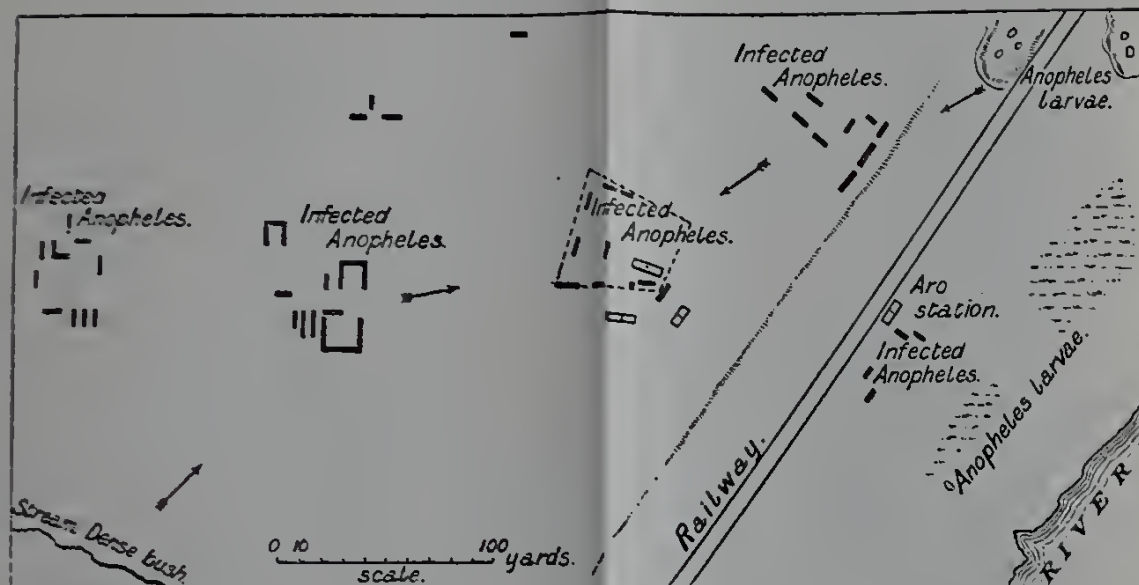 Infected
Anopheles.
Anopheles
larvae.
Infected
Anopheles.
Infected
Anopheles.
Infected
Anopheles.
Aro
station.
Infected
Anopheles.
Anopheles larvae.
Railway.
RIVER
Stream Dense bush.
0 10 100 yards.
scale.